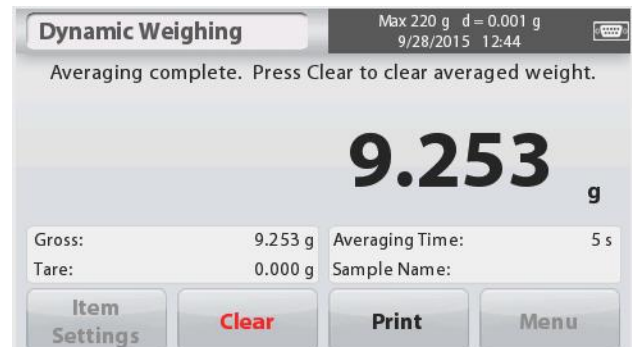 Dynamic Weighing
Max 220 g d = 0.001 g
9/28/2015 12:44
Averaging complete. Press Clear to clear averaged weight.
9.253 g
Gross: 9.253 g
Tare: 0.000 g
Averaging Time: 5 s
Sample Name:
Item
Settings
Clear
Print
Menu